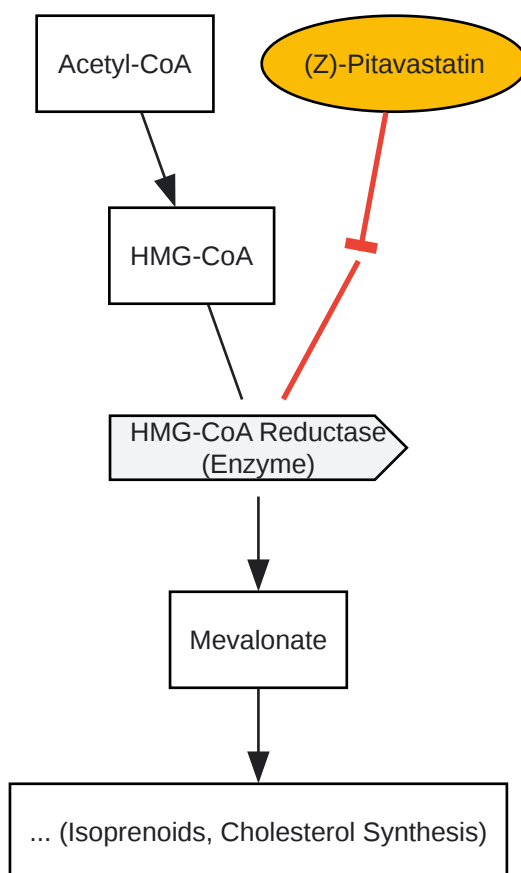 Acetyl-CoA
(Z)-Pitavastatin
HMG-CoA
HMG-CoA Reductase
(Enzyme)
Mevalonate
... (Isoprenoids, Cholesterol Synthesis)